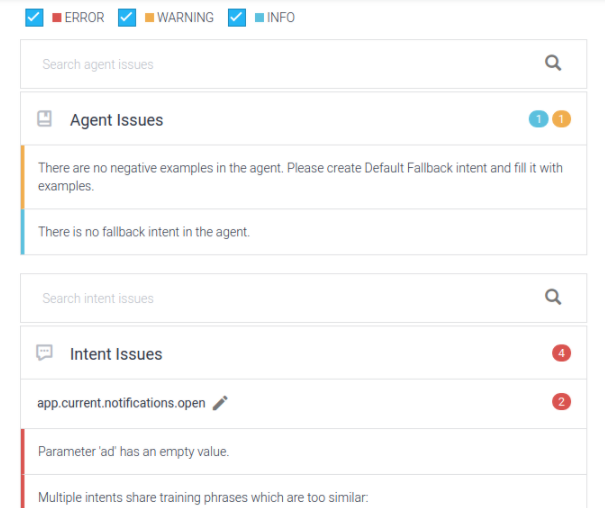 ERROR WARNING INFO
Search agent issues
Agent Issues 1 1
There are no negative examples in the agent. Please create Default Fallback intent and fill it with
examples.
There is no fallback intent in the agent.
Search intent issues
Intent Issues 4
app.current.notifications.open 2
Parameter 'ad' has an empty value.
Multiple intents share training phrases which are too similar: